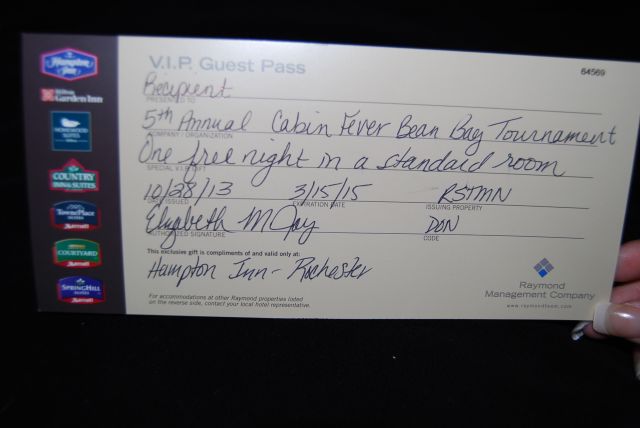 V.I.P. Guest Pass
64569
Recipient
PRESENTED TO
5th Annual Cabin Fever Bean Bag Tournament
COMPANY / ORGANIZATION
One free night in a standard room
SPECIAL V.I.P. GIFT
10/28/13 3/15/15 RSTMN
DATE ISSUED EXPIRATION DATE ISSUING PROPERTY
Elizabeth McJay DON
AUTHORIZED SIGNATURE CODE
This exclusive gift is compliments of and valid only at:
Hampton Inn - Rochester
For accommodations at other Raymond properties listed
on the reverse side, contact your local hotel representative.
Raymond
Management Company
www.raymondteam.com
Hampton
Inn
Hilton
Garden Inn
HOMEWOOD
SUITES
COUNTRY
INN & SUITES
TownePlace
SUITES
Marriott
COURTYARD
Marriott
SPRINGHILL
SUITES
Marriott